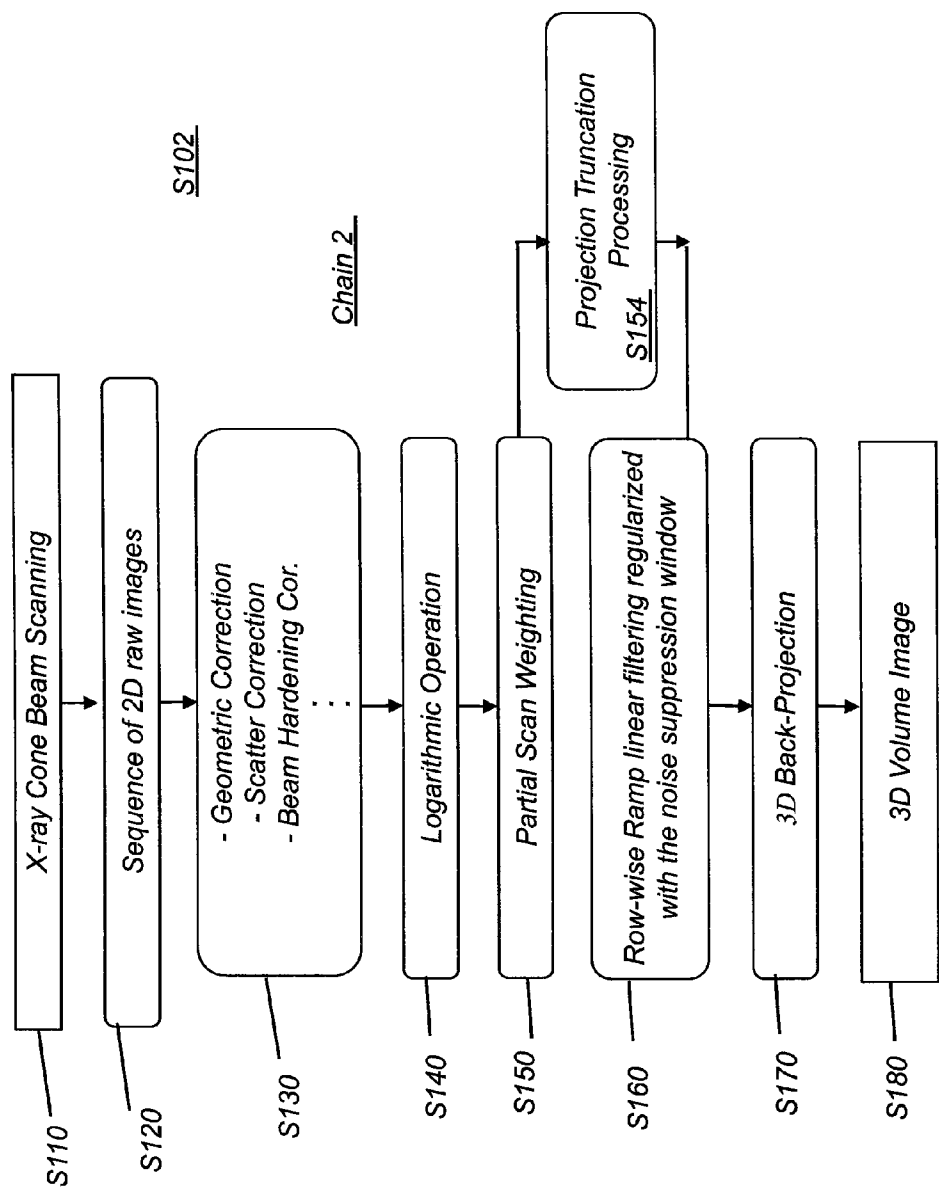 S102
Chain 2
S110
X-ray Cone Beam Scanning
S120
Sequence of 2D raw images
S130
- Geometric Correction
- Scatter Correction
- Beam Hardening Cor.
. . .
S140
Logarithmic Operation
S150
Partial Scan Weighting
Projection Truncation
Processing
S154
S160
Row-wise Ramp linear filtering regularized
with the noise suppression window
S170
3D Back-Projection
S180
3D Volume Image